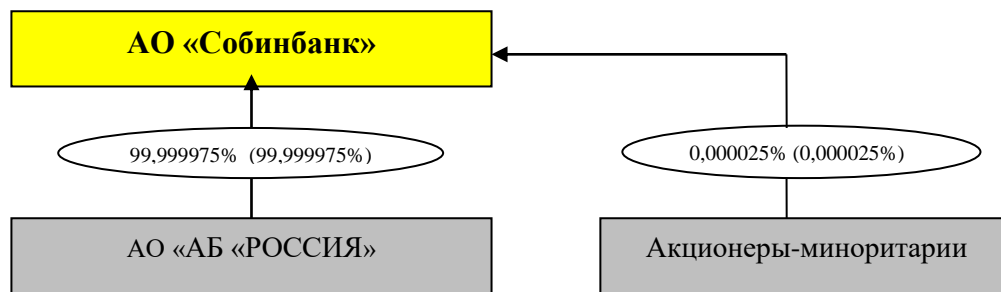 АО «Собинбанк»
99,999975% (99,999975%)
0,000025% (0,000025%)
АО «АБ «РОССИЯ»
Акционеры-миноритарии